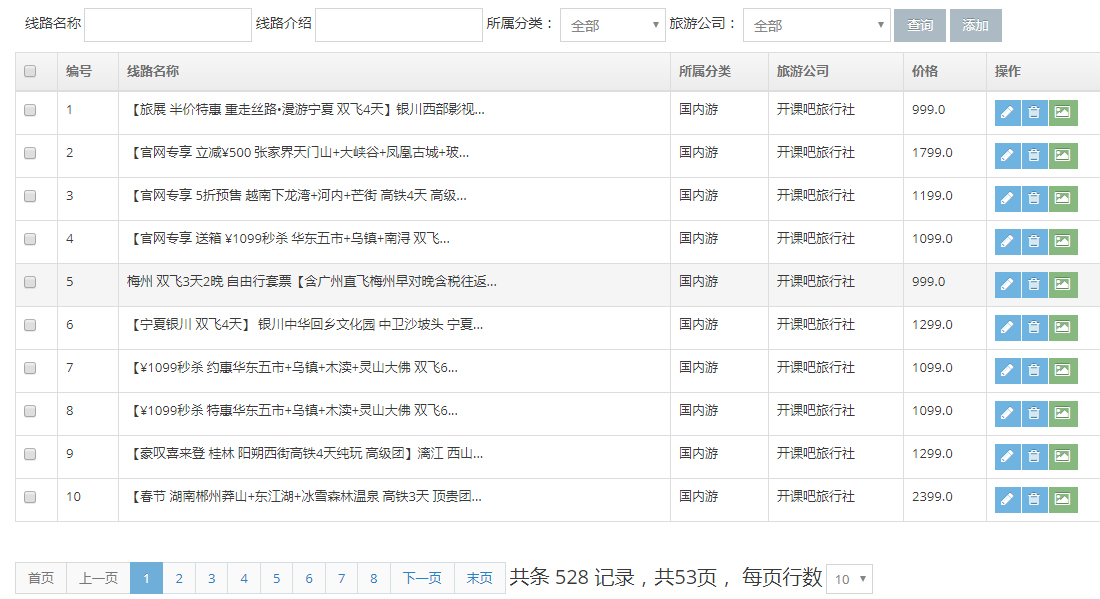 线路名称 线路介绍 所属分类： 全部 旅游公司： 全部 查询 添加
编号 线路名称 所属分类 旅游公司 价格 操作
1 【旅展 半价特惠 重走丝路•漫游宁夏 双飞4天】银川西部影视... 国内游 开课吧旅行社 999.0
2 【官网专享 立减¥500 张家界天门山+大峡谷+凤凰古城+玻... 国内游 开课吧旅行社 1799.0
3 【官网专享 5折预售 越南下龙湾+河内+芒街 高铁4天 高级... 国内游 开课吧旅行社 1199.0
4 【官网专享 送箱 ¥1099秒杀 华东五市+乌镇+南浔 双飞... 国内游 开课吧旅行社 1099.0
5 梅州 双飞3天2晚 自由行套票【含广州直飞梅州早对晚含税往返... 国内游 开课吧旅行社 999.0
6 【宁夏银川 双飞4天】 银川中华回乡文化园 中卫沙坡头 宁夏... 国内游 开课吧旅行社 1299.0
7 【¥1099秒杀 约惠华东五市+乌镇+木渎+灵山大佛 双飞6... 国内游 开课吧旅行社 1099.0
8 【¥1099秒杀 特惠华东五市+乌镇+木渎+灵山大佛 双飞6... 国内游 开课吧旅行社 1099.0
9 【豪叹喜来登 桂林 阳朔西街高铁4天纯玩 高级团】漓江 西山... 国内游 开课吧旅行社 1299.0
10 【春节 湖南郴州莽山+东江湖+冰雪森林温泉 高铁3天 顶贵团... 国内游 开课吧旅行社 2399.0
首页 上一页 1 2 3 4 5 6 7 8 下一页 末页 共条 528 记录，共53页， 每页行数 10